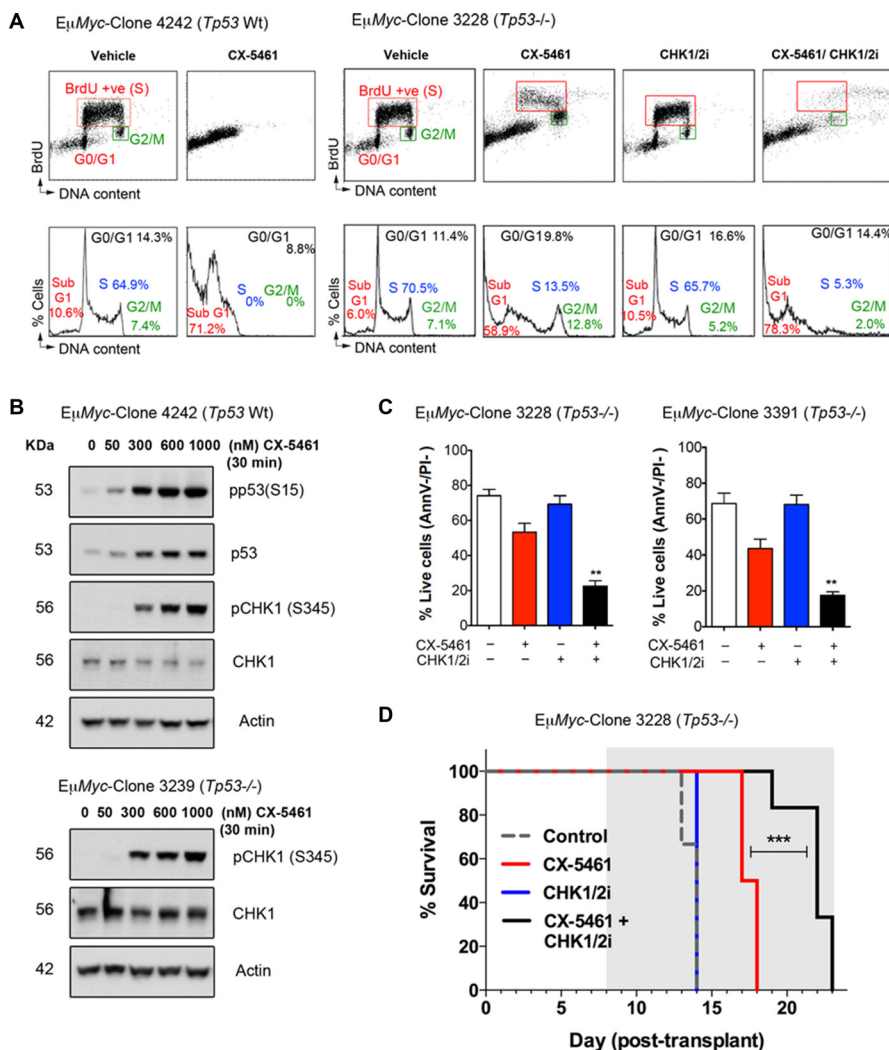 A
EμMyc-Clone 4242 (Tp53 Wt)
EμMyc-Clone 3228 (Tp53-/-)
Vehicle
CX-5461
Vehicle
CX-5461
CHK1/2i
CX-5461/ CHK1/2i
BrdU +ve (S)
G2/M
G0/G1
BrdU
DNA content
BrdU +ve (S)
G2/M
G0/G1
BrdU
DNA content
G0/G1 14.3%
Sub
G1
10.6%
S 64.9%
G2/M
7.4%
G0/G1
8.8%
S
0%
G2/M
0%
Sub G1
71.2%
% Cells
DNA content
G0/G1 11.4%
Sub
G1
6.0%
S 70.5%
G2/M
7.1%
G0/G1 9.8%
Sub
G1
58.9%
S 13.5%
G2/M
12.8%
16.6%
Sub
G1
10.5%
S 65.7%
G2/M
5.2%
G0/G1 14.4%
Sub
G1
78.3%
S 5.3%
G2/M
2.0%
% Cells
DNA content
B
EμMyc-Clone 4242 (Tp53 Wt)
KDa
0 50 300 600 1000 (nM) CX-5461
(30 min)
53 pp53(S15)
53 p53
56 pCHK1 (S345)
56 CHK1
42 Actin
EμMyc-Clone 3239 (Tp53-/-)
0 50 300 600 1000 (nM) CX-5461
(30 min)
56 pCHK1 (S345)
56 CHK1
42 Actin
C
EμMyc-Clone 3228 (Tp53-/-)
% Live cells (AnnV-/PI-)
100
80
60
40
20
0
**
CX-5461 – + – +
CHK1/2i – – + +
EμMyc-Clone 3391 (Tp53-/-)
% Live cells (AnnV-/PI-)
100
80
60
40
20
0
**
– + – +
– – + +
D
EμMyc-Clone 3228 (Tp53-/-)
% Survival
100
80
60
40
20
0
Control
CX-5461
CHK1/2i
CX-5461 +
CHK1/2i
***
0 5 10 15 20
Day (post-transplant)